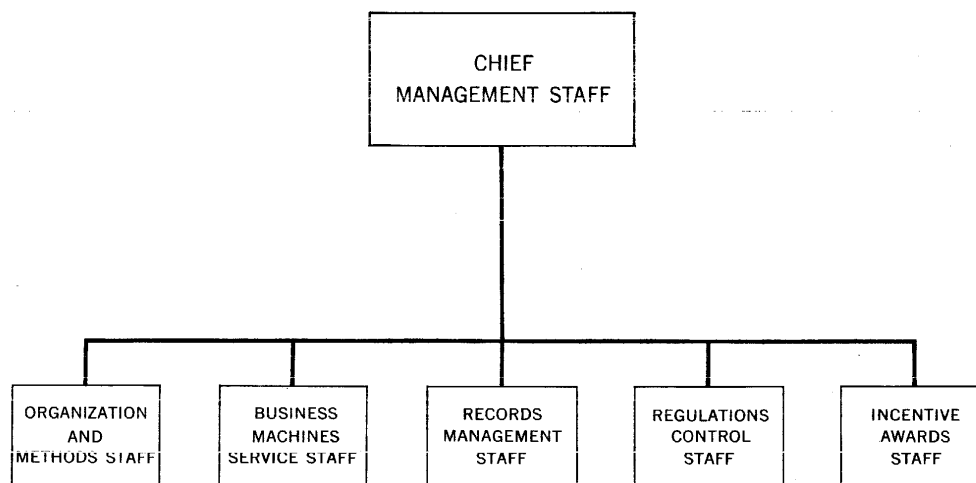 CHIEF
MANAGEMENT STAFF
ORGANIZATION
AND
METHODS STAFF
BUSINESS
MACHINES
SERVICE STAFF
RECORDS
MANAGEMENT
STAFF
REGULATIONS
CONTROL
STAFF
INCENTIVE
AWARDS
STAFF